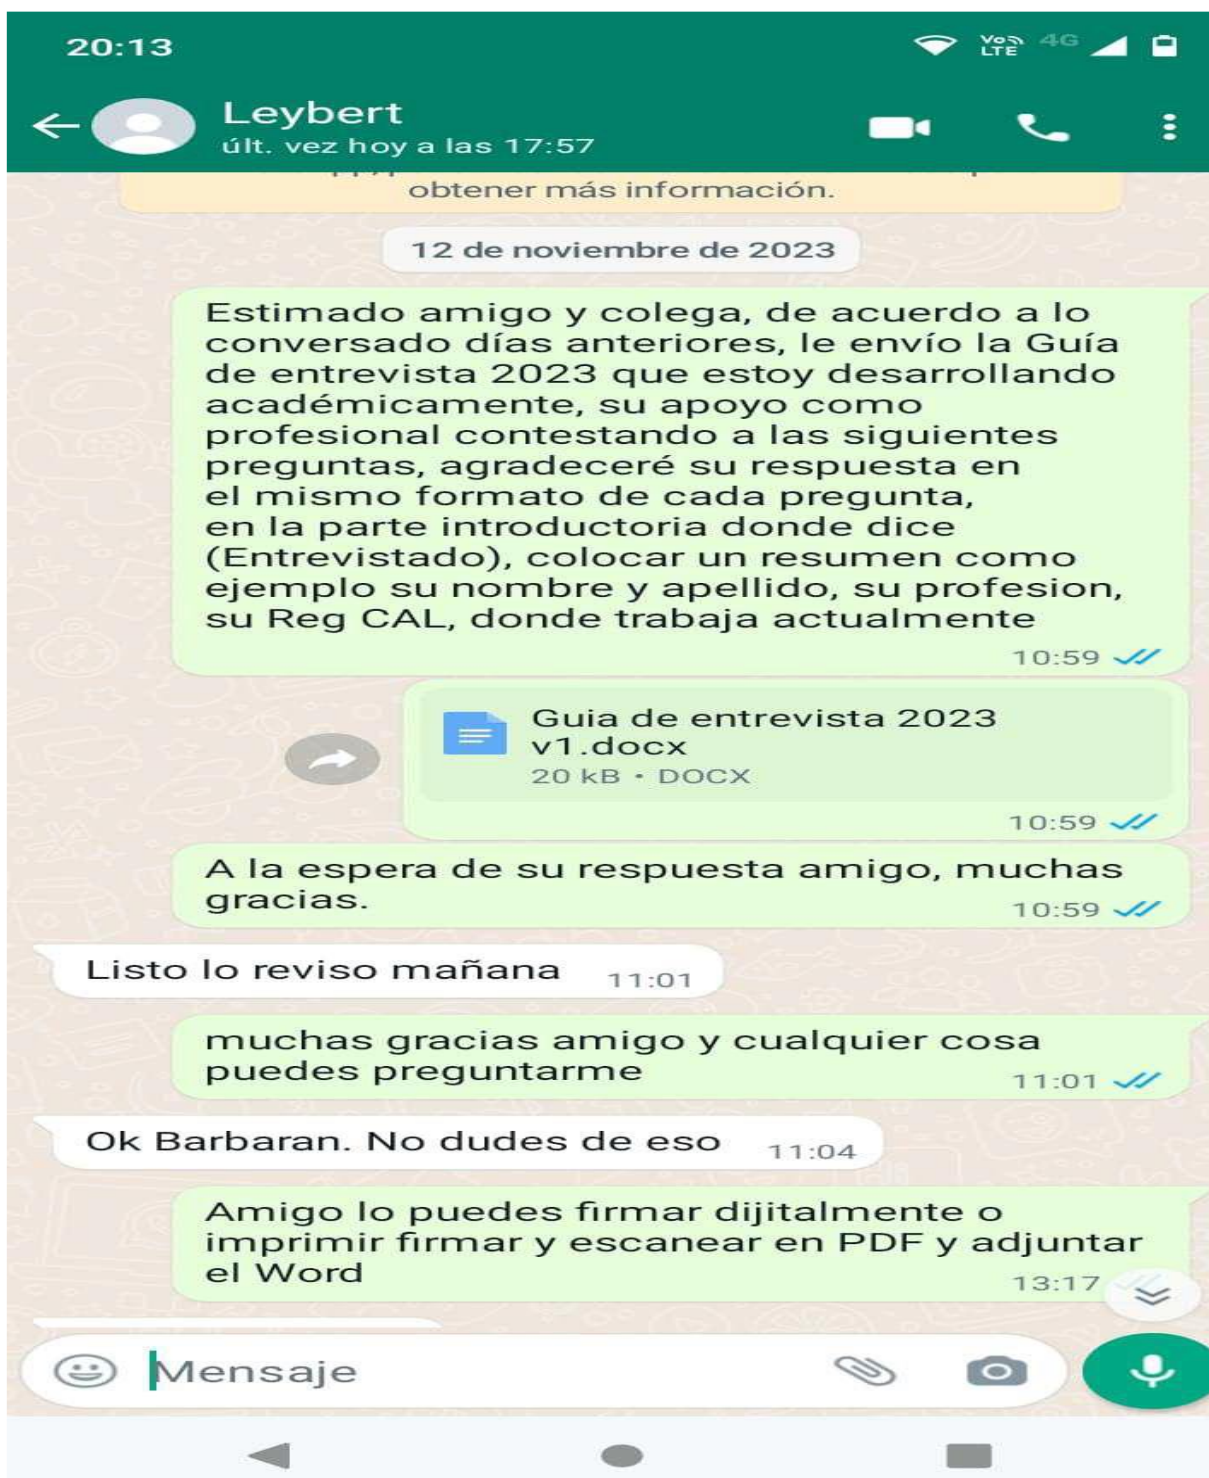 20:13
Vo LTE 4G
Leybert
últ. vez hoy a las 17:57
obtener más información.
12 de noviembre de 2023
Estimado amigo y colega, de acuerdo a lo
conversado días anteriores, le envío la Guía
de entrevista 2023 que estoy desarrollando
académicamente, su apoyo como
profesional contestando a las siguientes
preguntas, agradeceré su respuesta en
el mismo formato de cada pregunta,
en la parte introductoria donde dice
(Entrevistado), colocar un resumen como
ejemplo su nombre y apellido, su profesion,
su Reg CAL, donde trabaja actualmente
10:59
Guia de entrevista 2023
v1.docx
20 kB • DOCX
10:59
A la espera de su respuesta amigo, muchas
gracias.
10:59
Listo lo reviso mañana 11:01
muchas gracias amigo y cualquier cosa
puedes preguntarme
11:01
Ok Barbaran. No dudes de eso 11:04
Amigo lo puedes firmar dijitalmente o
imprimir firmar y escanear en PDF y adjuntar
el Word
13:17
Mensaje